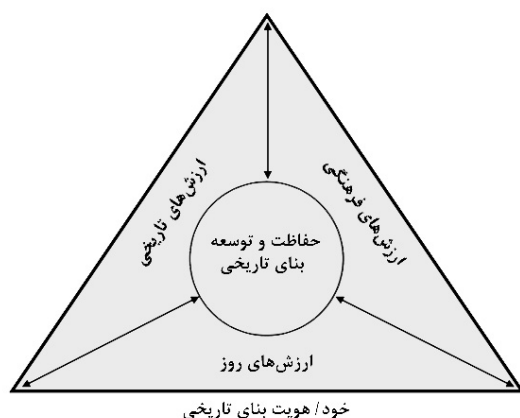 ارزش‌های تاریخی
ارزش‌های فرهنگی
حفاظت و توسعه
بنای تاریخی
ارزش‌های روز
خود / هویت بنای تاریخی